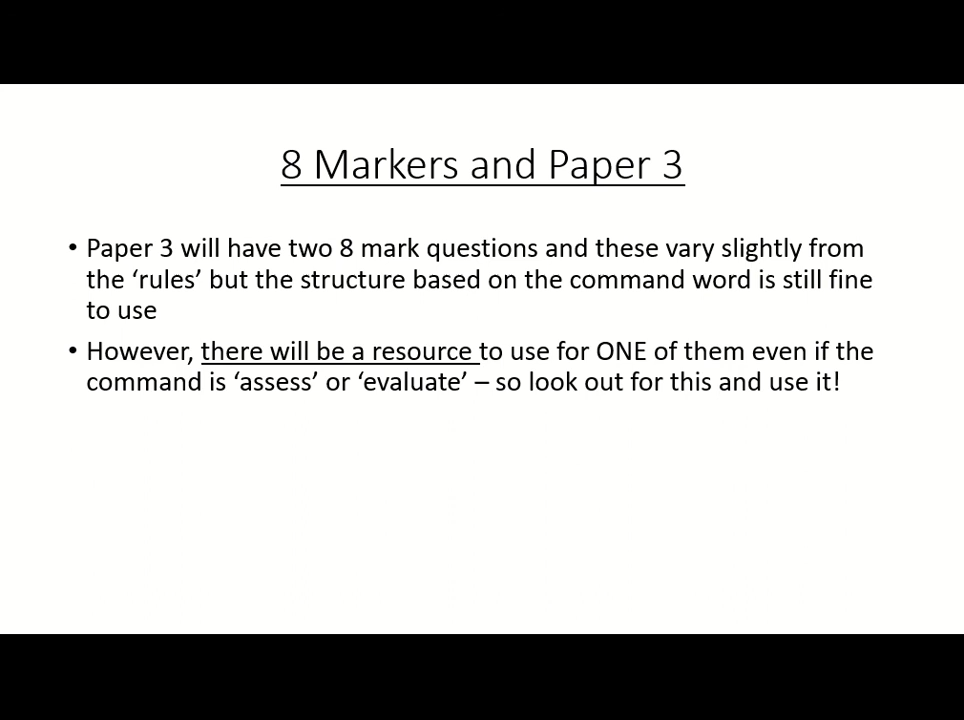 8 Markers and Paper 3
• Paper 3 will have two 8 mark questions and these vary slightly from
the ‘rules’ but the structure based on the command word is still fine
to use
• However, there will be a resource to use for ONE of them even if the
command is ‘assess’ or ‘evaluate’ – so look out for this and use it!